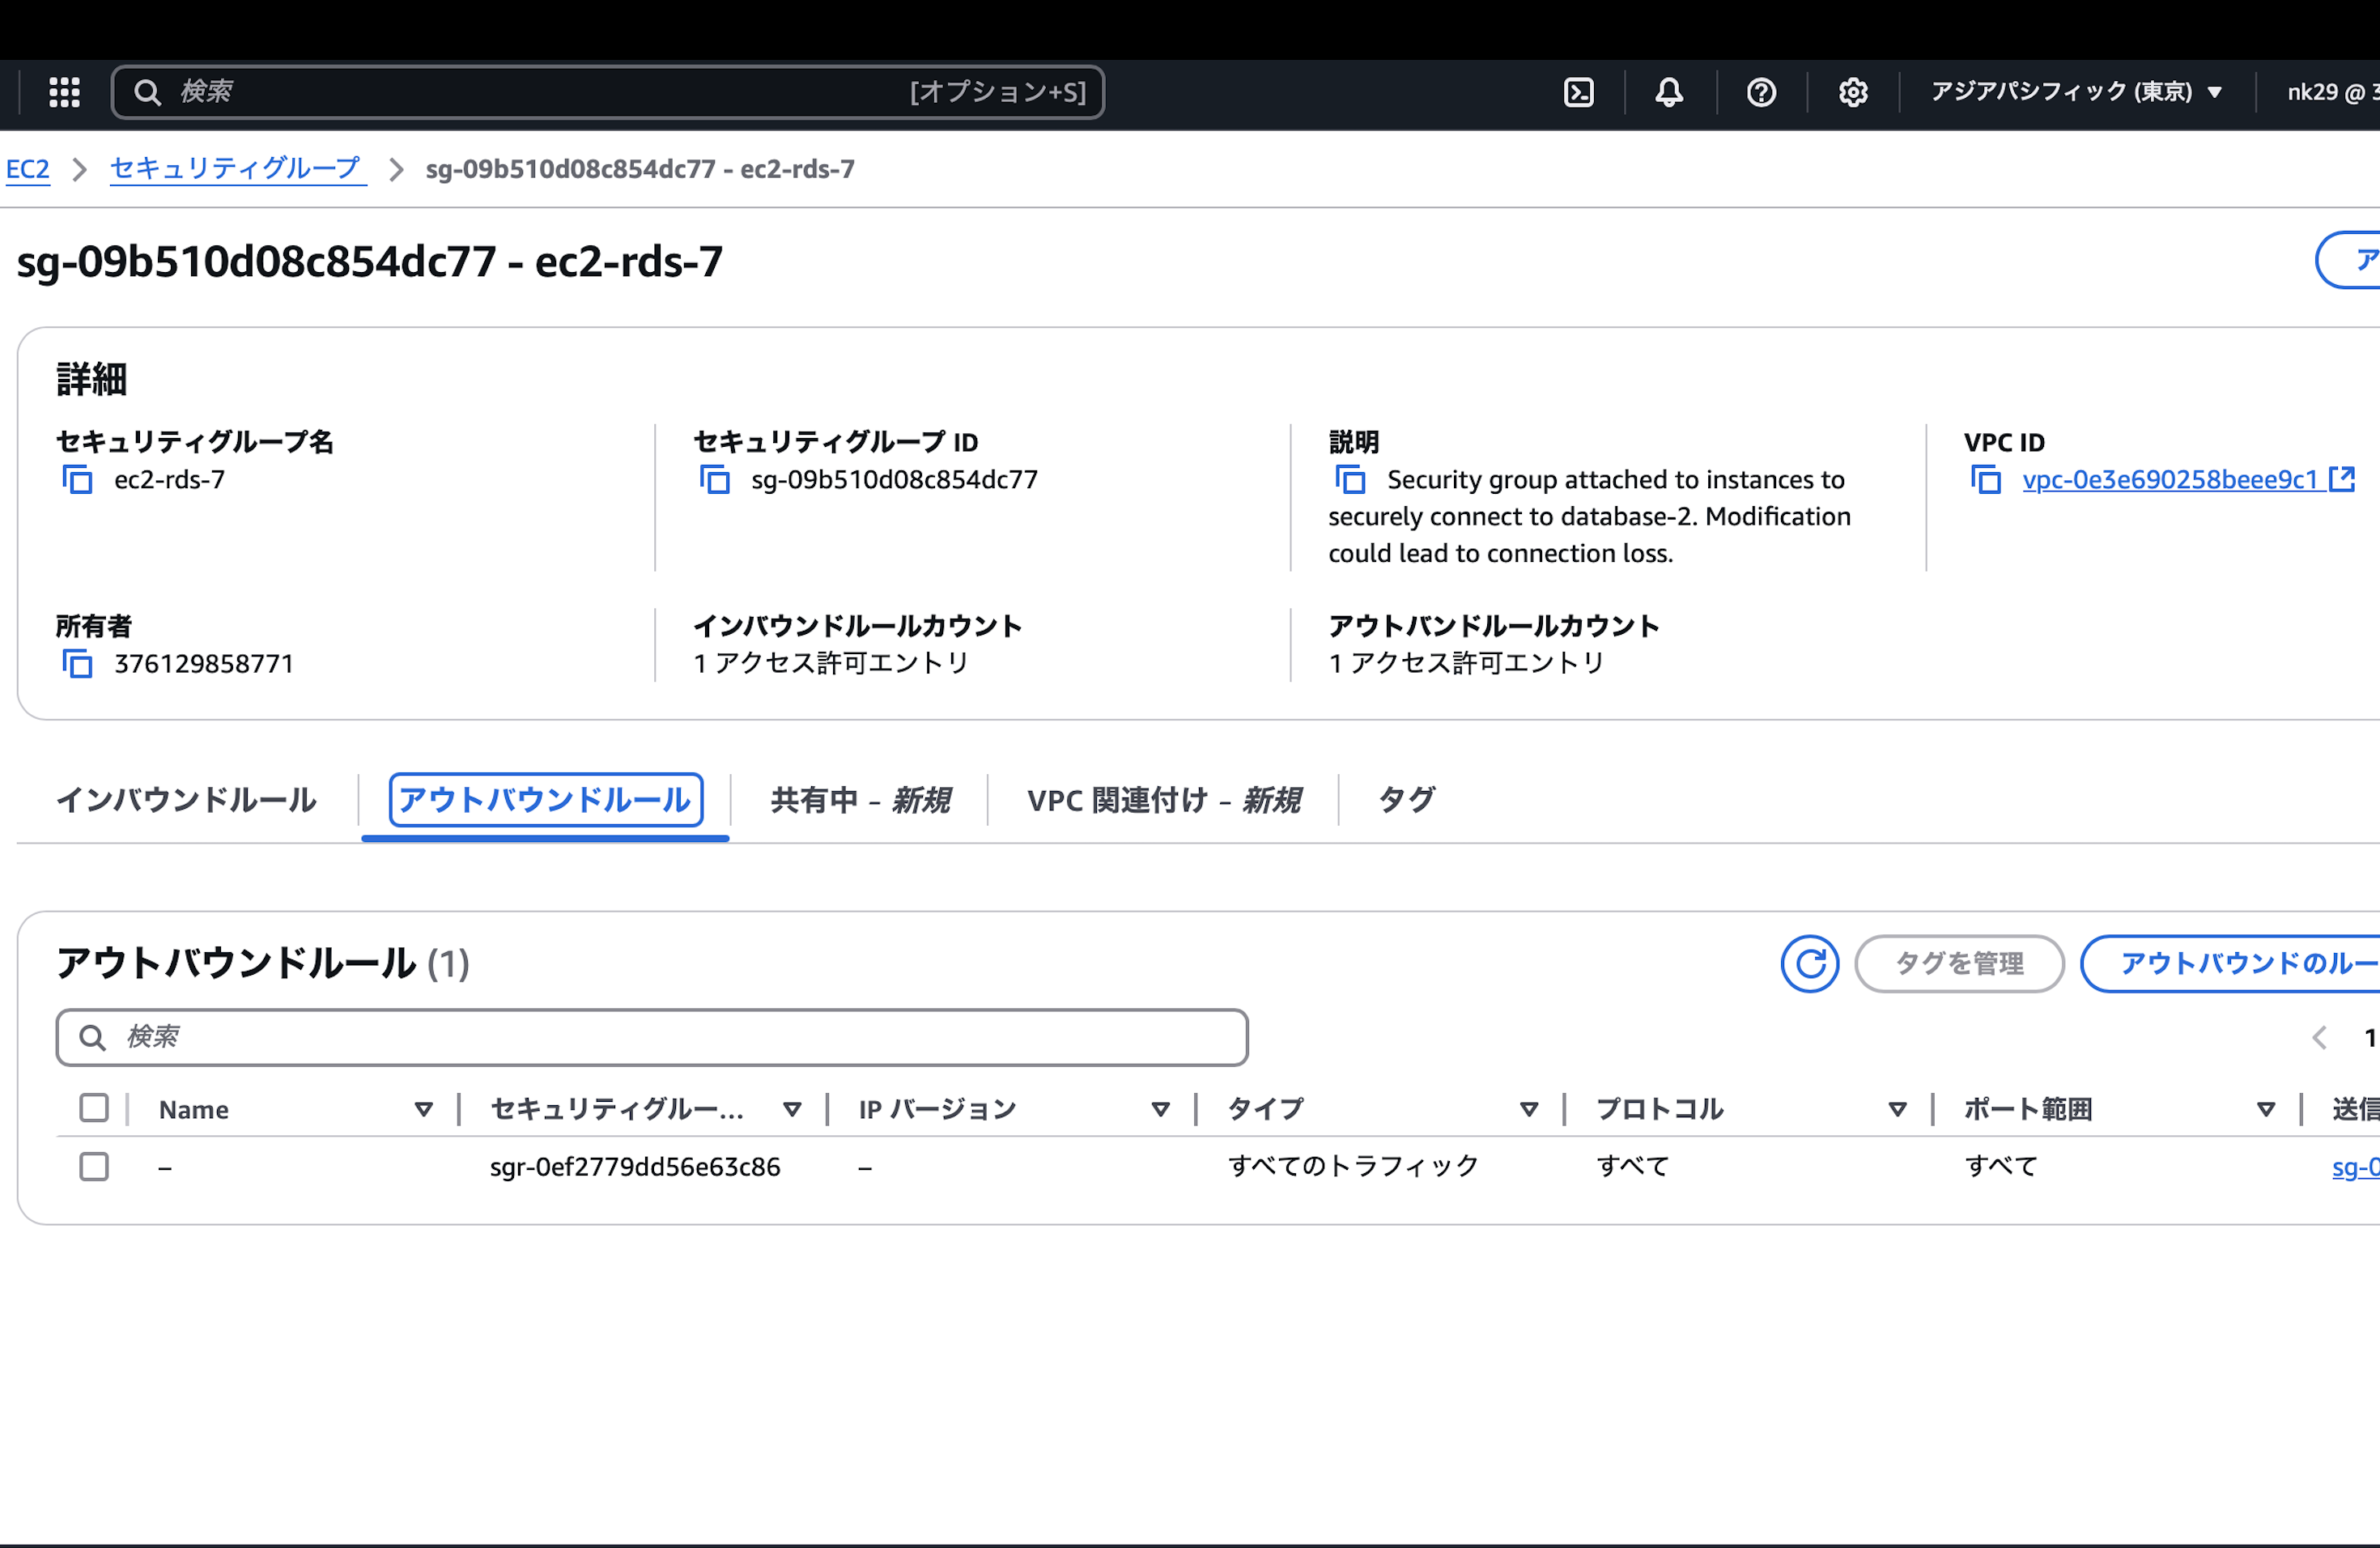 検索 [オプション+S] アジアパシフィック (東京) nk29 @ 3
EC2 セキュリティグループ sg-09b510d08c854dc77 - ec2-rds-7
sg-09b510d08c854dc77 - ec2-rds-7
ア
詳細
セキュリティグループ名
ec2-rds-7
セキュリティグループ ID
sg-09b510d08c854dc77
説明
Security group attached to instances to
securely connect to database-2. Modification
could lead to connection loss.
VPC ID
vpc-0e3e690258beee9c1
所有者
376129858771
インバウンドルールカウント
1 アクセス許可エントリ
アウトバンドルールカウント
1 アクセス許可エントリ
インバウンドルール アウトバウンドルール 共有中 – 新規 VPC 関連付け – 新規 タグ
アウトバウンドルール (1)
タグを管理 アウトバウンドのルー
検索
1
Name セキュリティグルー... IP バージョン タイプ プロトコル ポート範囲 送信
– sgr-0ef2779dd56e63c86 – すべてのトラフィック すべて すべて sg-0